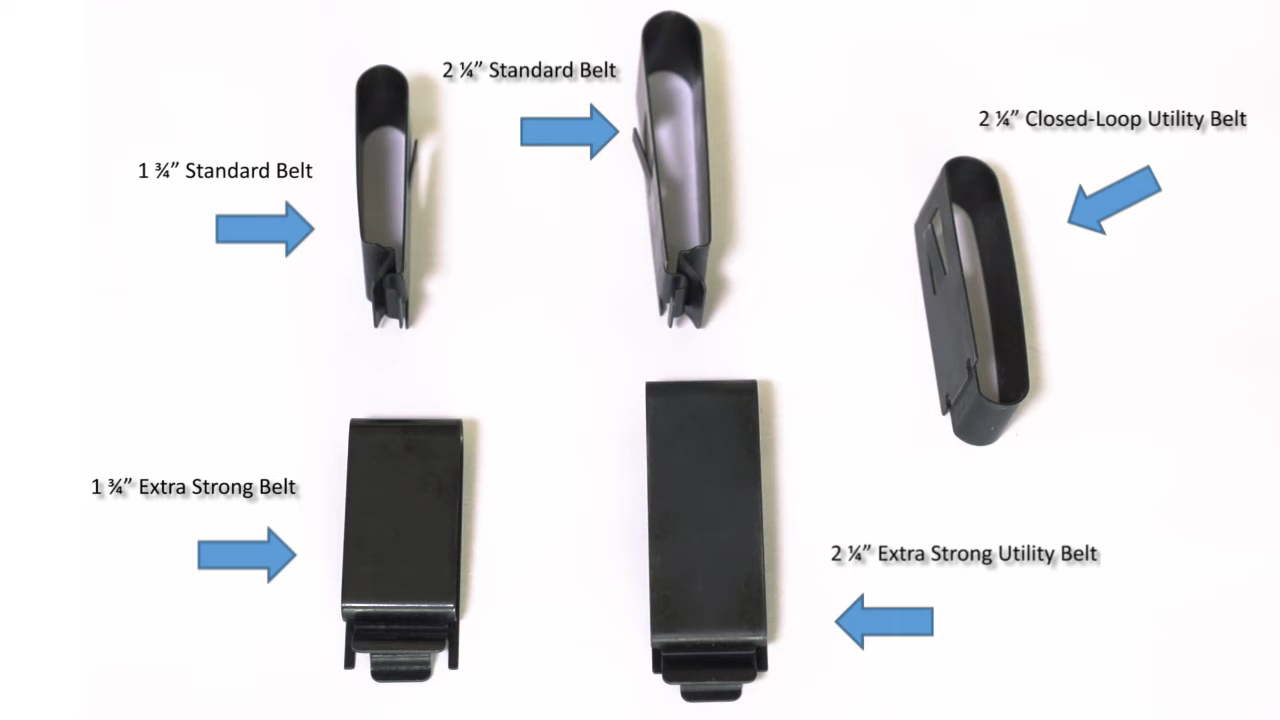 2 ¼” Standard Belt
2 ¼” Closed-Loop Utility Belt
1 ¾” Standard Belt
1 ¾” Extra Strong Belt
2 ¼” Extra Strong Utility Belt